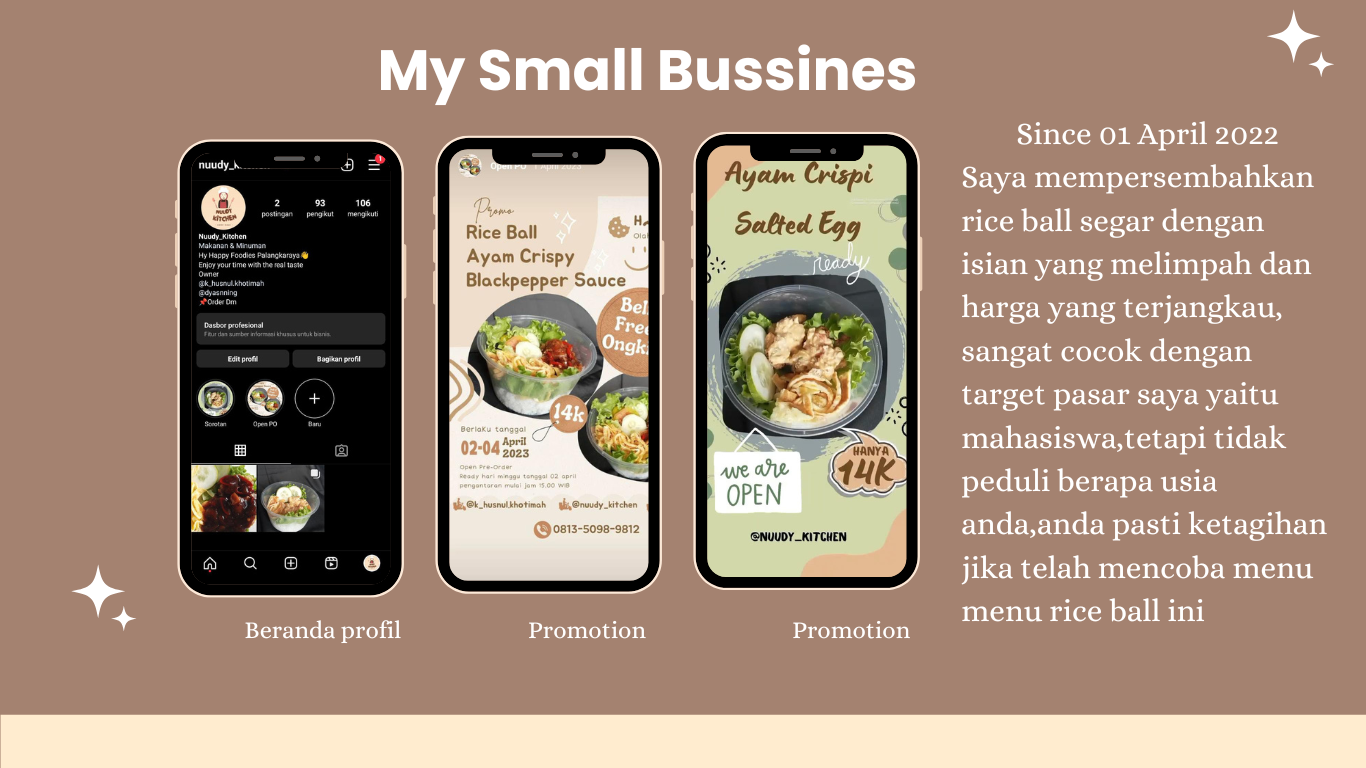 My Small Bussines
nuudy_k
1
2
93
106
postingan
pengikut
mengikuti
NUUDY
KITCHEN
Nuudy_Kitchen
Makanan & Minuman
Hy Happy Foodies Palangkaraya👋
Enjoy your time with the real taste
Owner
@k_husnul.khotimah
@dyasnning
📌Order Dm
Dasbor profesional
Fitur dan sumber informasi khusus untuk bisnis.
Edit profil
Bagikan profil
Sorotan
Open PO
Baru
Beranda profil
Open PO 1 April 2023
Promo
Rice Ball
Ayam Crispy
Blackpepper Sauce
Free
14k
Berlaku tanggal
02-04 April
2023
Open Pre-Order
Ready hari minggu tanggal 02 april
pengantaran mulai jam 15.00 WIB
@k_husnul.khotimah
@nuudy_kitchen
0813-5098-9812
Promotion
Ayam Crispi
Salted Egg
ready
we are
OPEN
HANYA
14K
@NUUDY_KITCHEN
Promotion
Since 01 April 2022
Saya mempersembahkan
rice ball segar dengan
isian yang melimpah dan
harga yang terjangkau,
sangat cocok dengan
target pasar saya yaitu
mahasiswa,tetapi tidak
peduli berapa usia
anda,anda pasti ketagihan
jika telah mencoba menu
menu rice ball ini